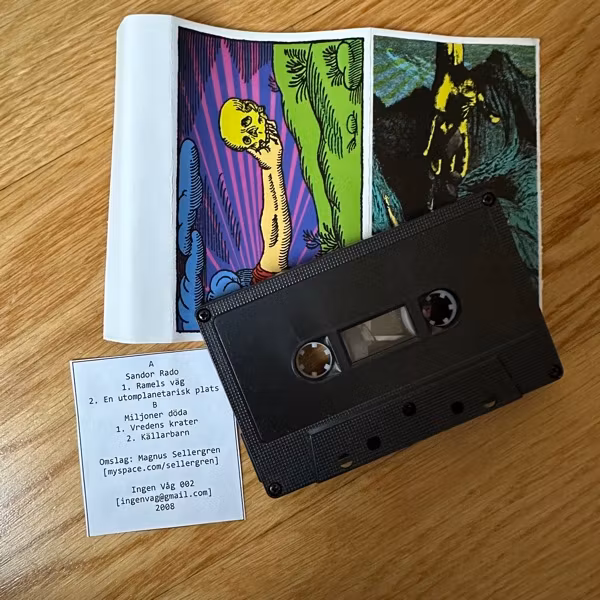 A
Sandor Rado
1. Ramels väg
2. En utomplanetarisk plats
B
Miljoner döda
1. Vredens krater
2. Källarbarn
Omslag: Magnus Sellergren
[myspace.com/sellergren]
Ingen Våg 002
[ingenvag@gmail.com]
2008